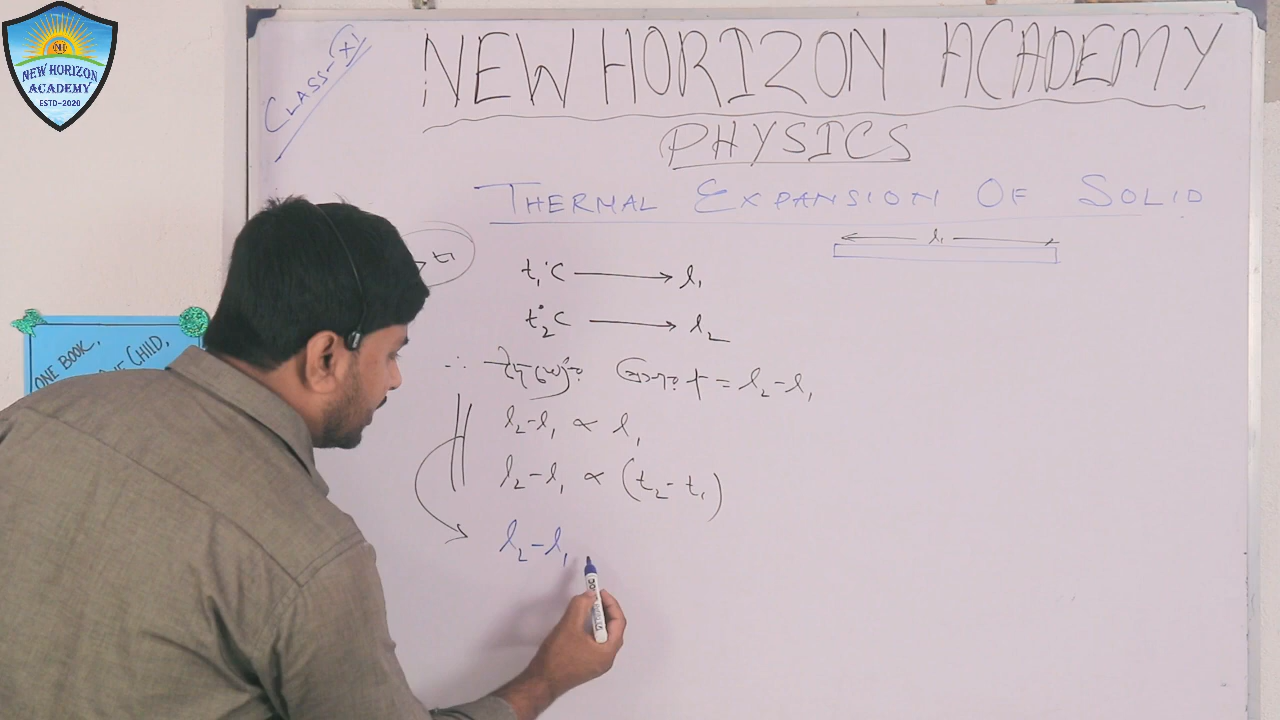 NEW HORIZON
ACADEMY
ESTD-2020
CLASS-XI
NEW HORIZON ACADEMY
PHYSICS
THERMAL EXPANSION OF SOLID
l₁
t₁
t₁°C ⟶ l₁
t₂°C ⟶ l₂
∴ = l₂-l₁
l₂-l₁ ∝ l₁
l₂-l₁ ∝ (t₂-t₁)
l₂-l₁
ONE BOOK,
CHILD,